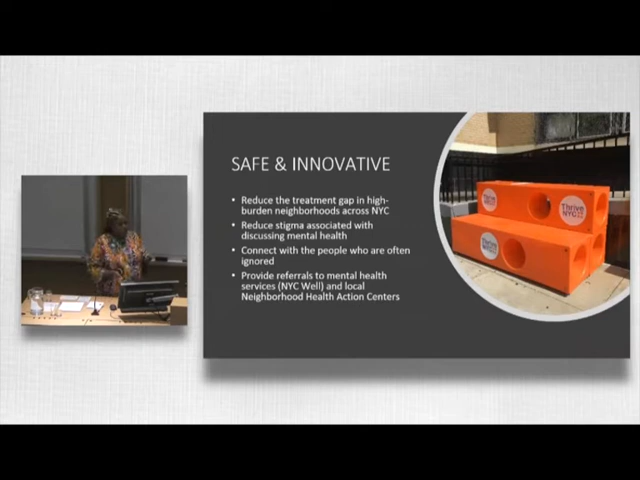 SAFE & INNOVATIVE
• Reduce the treatment gap in high-
burden neighborhoods across NYC
• Reduce stigma associated with
discussing mental health
• Connect with the people who are often
ignored
• Provide referrals to mental health
services (NYC Well) and local
Neighborhood Health Action Centers
Thrive
NYC
Thrive